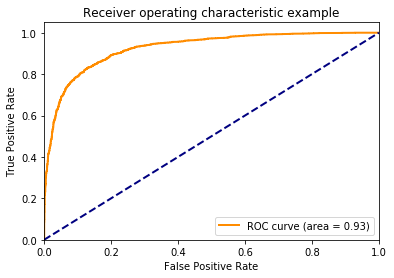 Receiver operating characteristic example
True Positive Rate
1.0
0.8
0.6
0.4
0.2
0.0
ROC curve (area = 0.93)
0.0 0.2 0.4 0.6 0.8 1.0
False Positive Rate